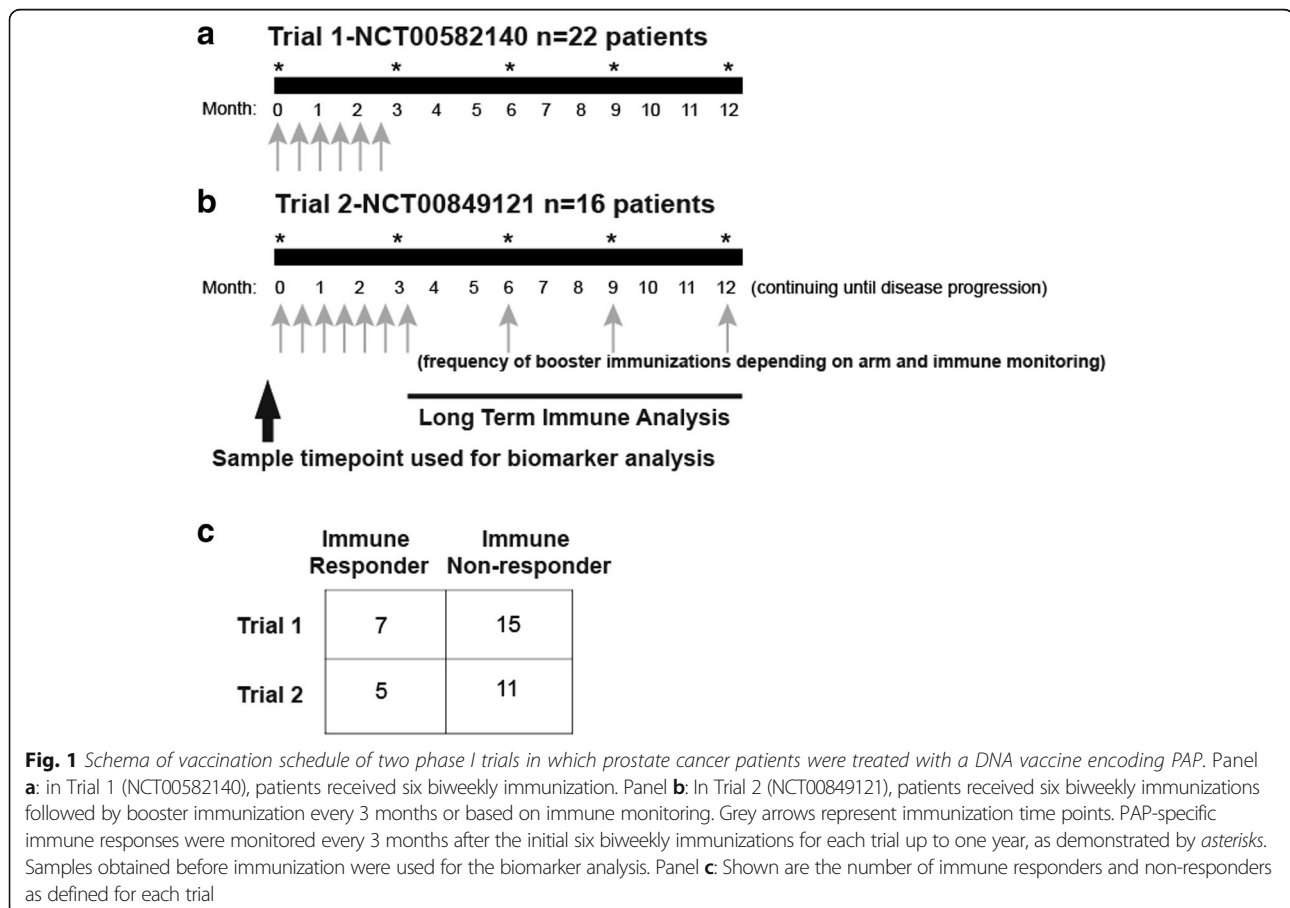 a Trial 1-NCT00582140 n=22 patients
* * * * *
Month: 0 1 2 3 4 5 6 7 8 9 10 11 12
b Trial 2-NCT00849121 n=16 patients
* * * * *
Month: 0 1 2 3 4 5 6 7 8 9 10 11 12 (continuing until disease progression)
(frequency of booster immunizations depending on arm and immune monitoring)
Long Term Immune Analysis
Sample timepoint used for biomarker analysis
c
Immune Immune
Responder Non-responder
Trial 1 7 15
Trial 2 5 11
Fig. 1 Schema of vaccination schedule of two phase I trials in which prostate cancer patients were treated with a DNA vaccine encoding PAP. Panel
a: in Trial 1 (NCT00582140), patients received six biweekly immunization. Panel b: In Trial 2 (NCT00849121), patients received six biweekly immunizations
followed by booster immunization every 3 months or based on immune monitoring. Grey arrows represent immunization time points. PAP-specific
immune responses were monitored every 3 months after the initial six biweekly immunizations for each trial up to one year, as demonstrated by asterisks.
Samples obtained before immunization were used for the biomarker analysis. Panel c: Shown are the number of immune responders and non-responders
as defined for each trial